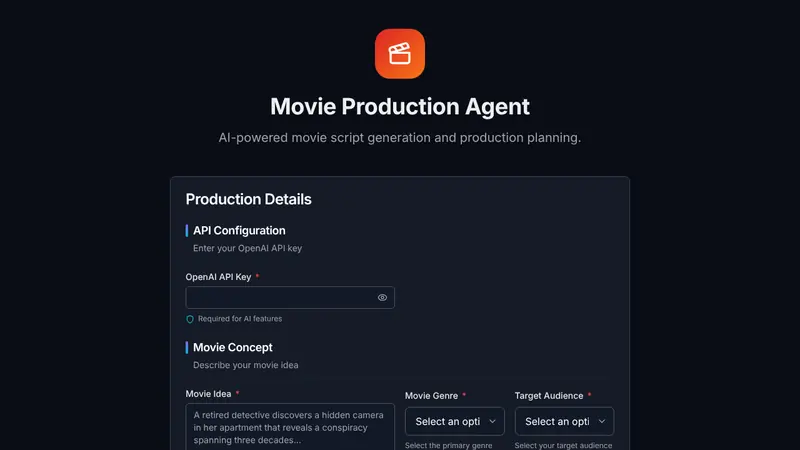 Movie Production Agent
AI-powered movie script generation and production planning.
Production Details
API Configuration
Enter your OpenAI API key
OpenAI API Key *
Required for AI features
Movie Concept
Describe your movie idea
Movie Idea *
A retired detective discovers a hidden camera
in her apartment that reveals a conspiracy
spanning three decades...
Movie Genre *
Select an opti
Select the primary genre
Target Audience *
Select an opti
Select your target audience